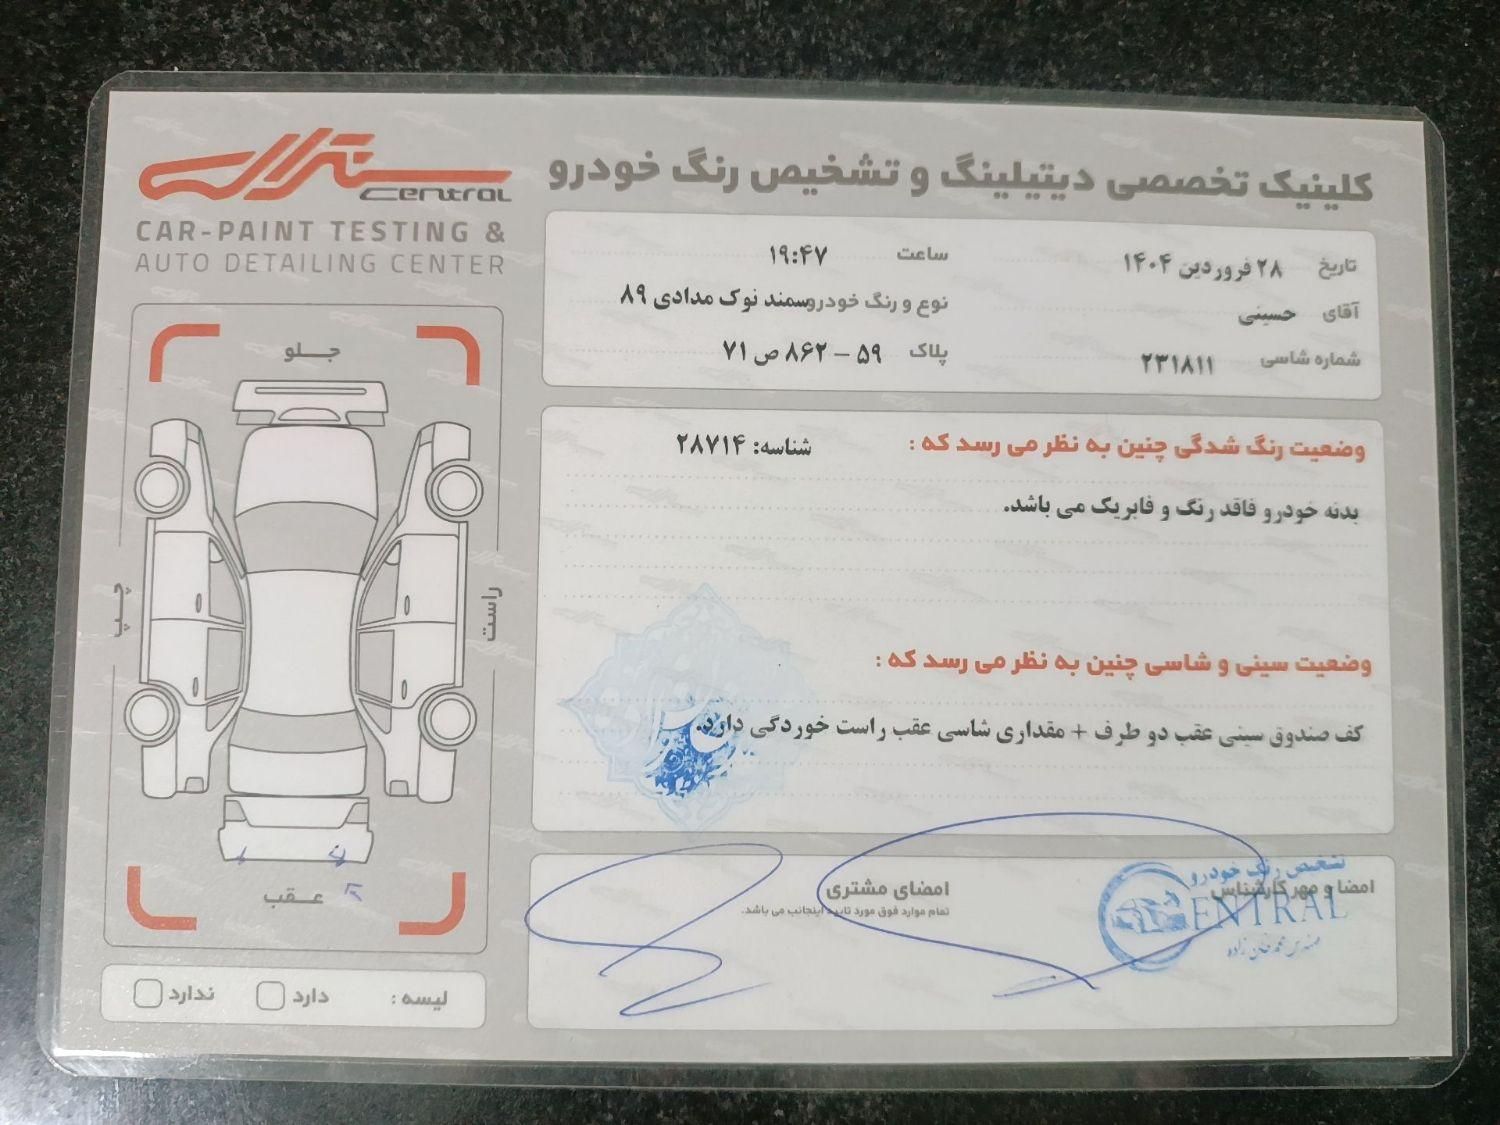 سنترال
central
CAR-PAINT TESTING &
AUTO DETAILING CENTER
کلینیک تخصصی دیتیلینگ و تشخیص رنگ خودرو
تاریخ ۲۸ فروردین ۱۴۰۴
ساعت ۱۹:۴۷
آقای حسینی
نوع و رنگ خودرو سمند نوک مدادی ۸۹
شماره شاسی ۲۳۱۸۱۱
پلاک ۵۹ – ۸۶۲ ص ۷۱
وضعیت رنگ شدگی چنین به نظر می رسد که :
شناسه: ۲۸۷۱۴
بدنه خودرو فاقد رنگ و فابریک می باشد.
وضعیت سینی و شاسی چنین به نظر می رسد که :
کف صندوق سینی عقب دو طرف + مقداری شاسی عقب راست خوردگی دارد.
امضا و مهر کارشناس
تشخیص رنگ خودرو
CENTRAL
امضای مشتری
تمام موارد فوق مورد تایید اینجانب می باشد.
جلو
چپ
راست
عقب
لیسه :
دارد
ندارد